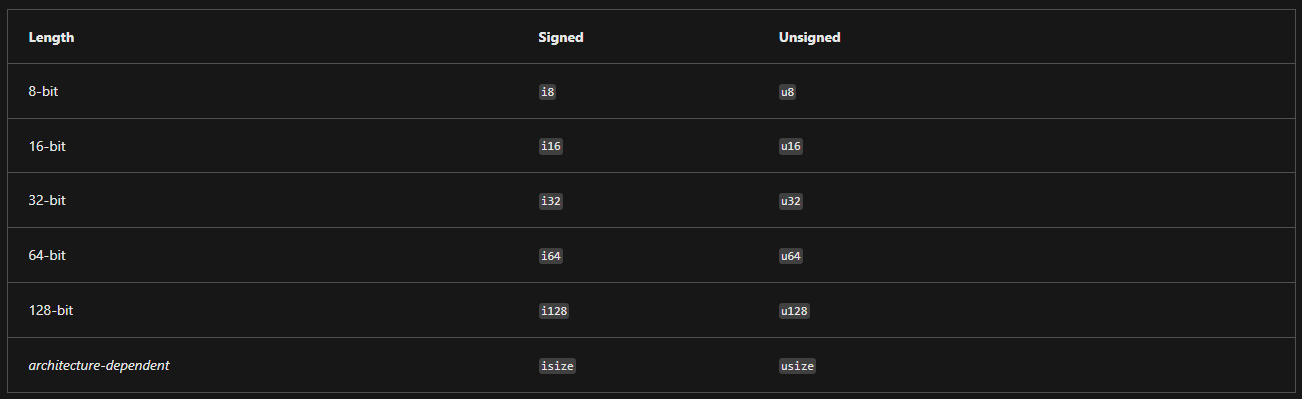 Length Signed Unsigned
8-bit i8 u8
16-bit i16 u16
32-bit i32 u32
64-bit i64 u64
128-bit i128 u128
architecture-dependent isize usize